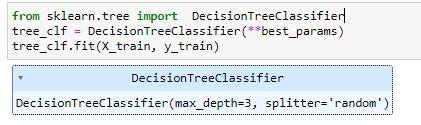 from sklearn.tree import  DecisionTreeClassifier
tree_clf = DecisionTreeClassifier(**best_params)
tree_clf.fit(X_train, y_train)
DecisionTreeClassifier
DecisionTreeClassifier(max_depth=3, splitter='random')